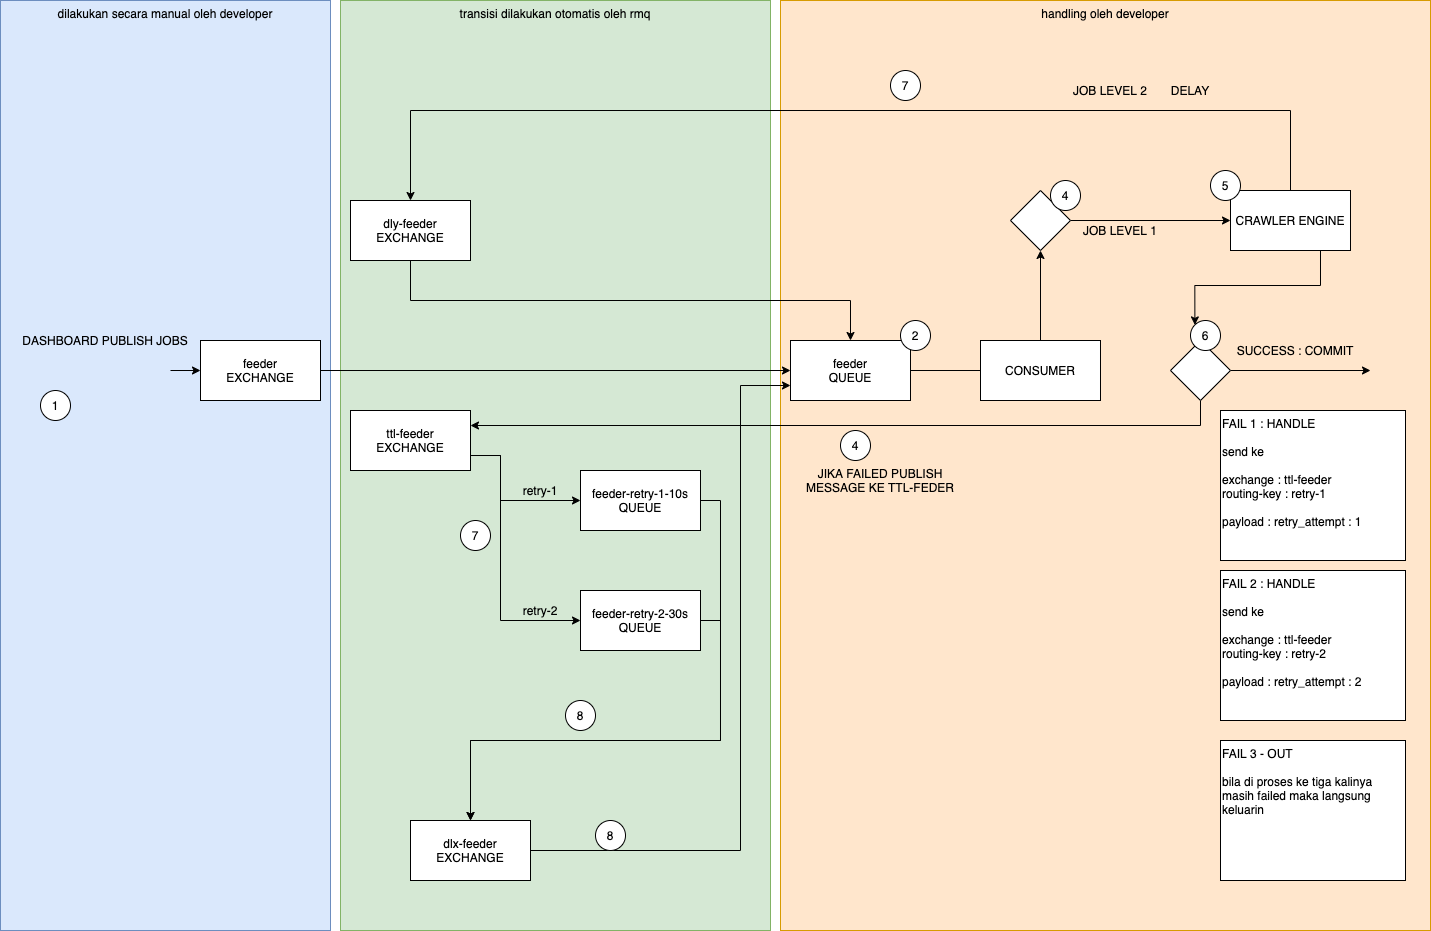 dilakukan secara manual oleh developer
transisi dilakukan otomatis oleh rmq
handling oleh developer
7
JOB LEVEL 2 DELAY
dly-feeder
EXCHANGE
4
5
CRAWLER ENGINE
JOB LEVEL 1
DASHBOARD PUBLISH JOBS
feeder
EXCHANGE
1
feeder
QUEUE
2
CONSUMER
6
SUCCESS : COMMIT
ttl-feeder
EXCHANGE
4
JIKA FAILED PUBLISH
MESSAGE KE TTL-FEDER
retry-1
feeder-retry-1-10s
QUEUE
7
retry-2
feeder-retry-2-30s
QUEUE
8
dlx-feeder
EXCHANGE
8
FAIL 1 : HANDLE
send ke
exchange : ttl-feeder
routing-key : retry-1
payload : retry_attempt : 1
FAIL 2 : HANDLE
send ke
exchange : ttl-feeder
routing-key : retry-2
payload : retry_attempt : 2
FAIL 3 - OUT
bila di proses ke tiga kalinya
masih failed maka langsung
keluarin